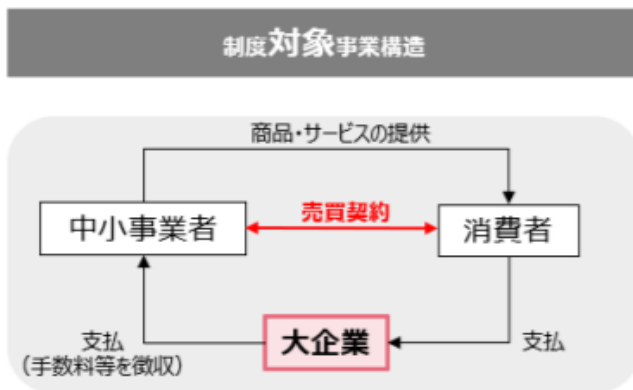 制度対象事業構造
商品・サービスの提供
中小事業者
売買契約
消費者
支払
(手数料等を徴収)
大企業
支払